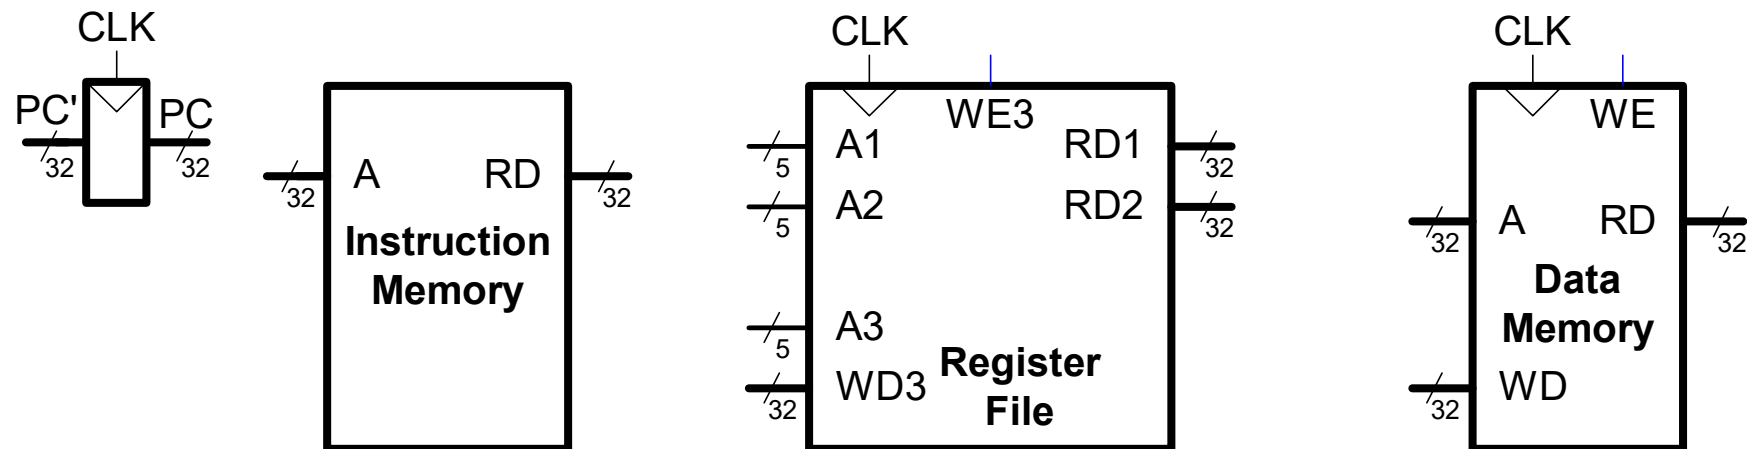 CLK
PC'
PC
32
32
A
RD
32
32
Instruction
Memory
CLK
WE3
A1
RD1
5
32
A2
RD2
5
32
A3
5
WD3
32
Register
File
CLK
WE
A
RD
32
32
Data
Memory
WD
32